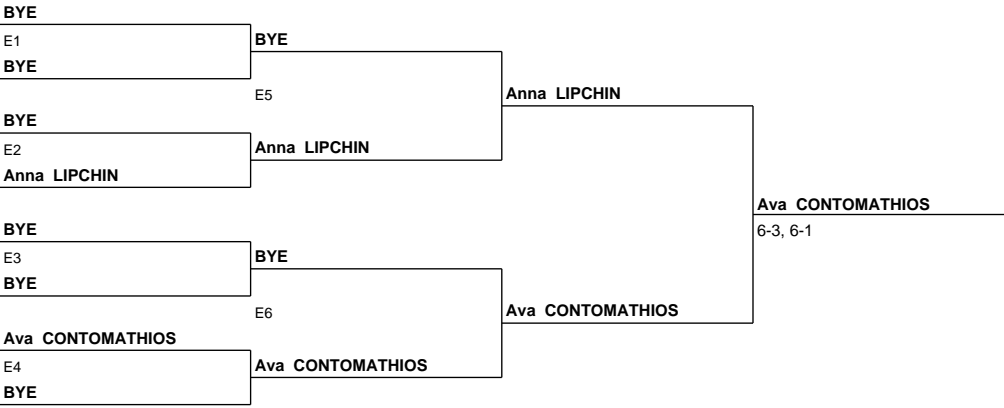 BYE
E1
BYE
BYE
E5
Anna LIPCHIN
BYE
E2
Anna LIPCHIN
Anna LIPCHIN
Ava CONTOMATHIOS
6-3, 6-1
BYE
E3
BYE
BYE
E6
Ava CONTOMATHIOS
Ava CONTOMATHIOS
E4
Ava CONTOMATHIOS
BYE